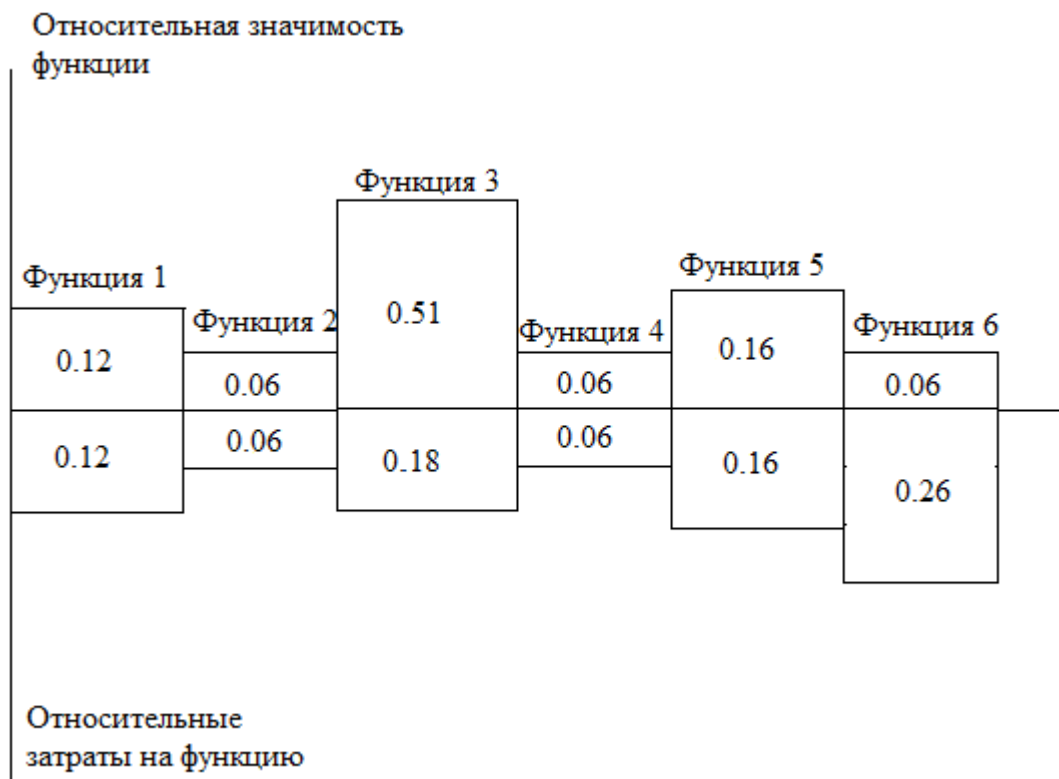 Относительная значимость
функции
Функция 3
Функция 5
Функция 1
Функция 2
0.51
Функция 4
Функция 6
0.12
0.06
0.06
0.16
0.06
0.12
0.06
0.18
0.06
0.16
0.26
Относительные
затраты на функцию